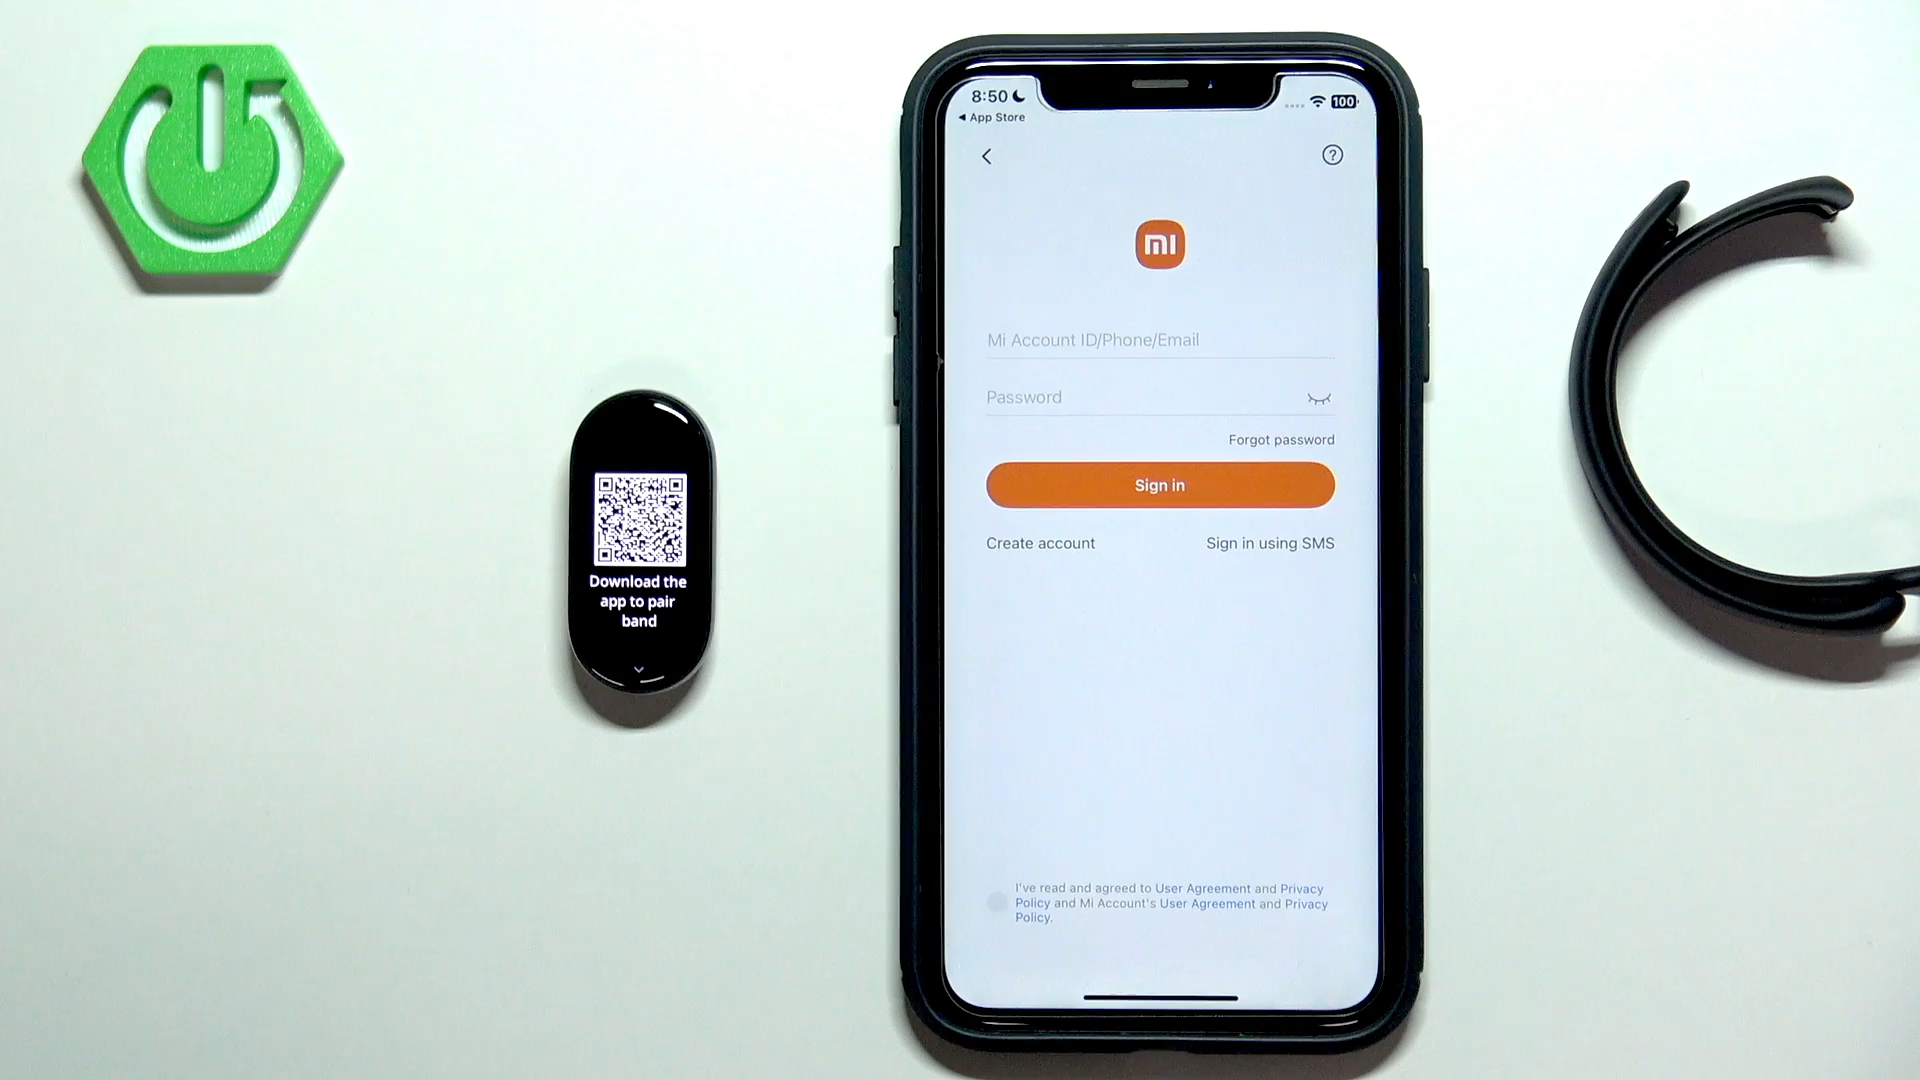 8:50
100
◀ App Store
mi
Mi Account ID/Phone/Email
Password
Forgot password
Sign in
Create account
Sign in using SMS
I've read and agreed to User Agreement and Privacy
Policy and Mi Account's User Agreement and Privacy
Policy.
Download the
app to pair
band